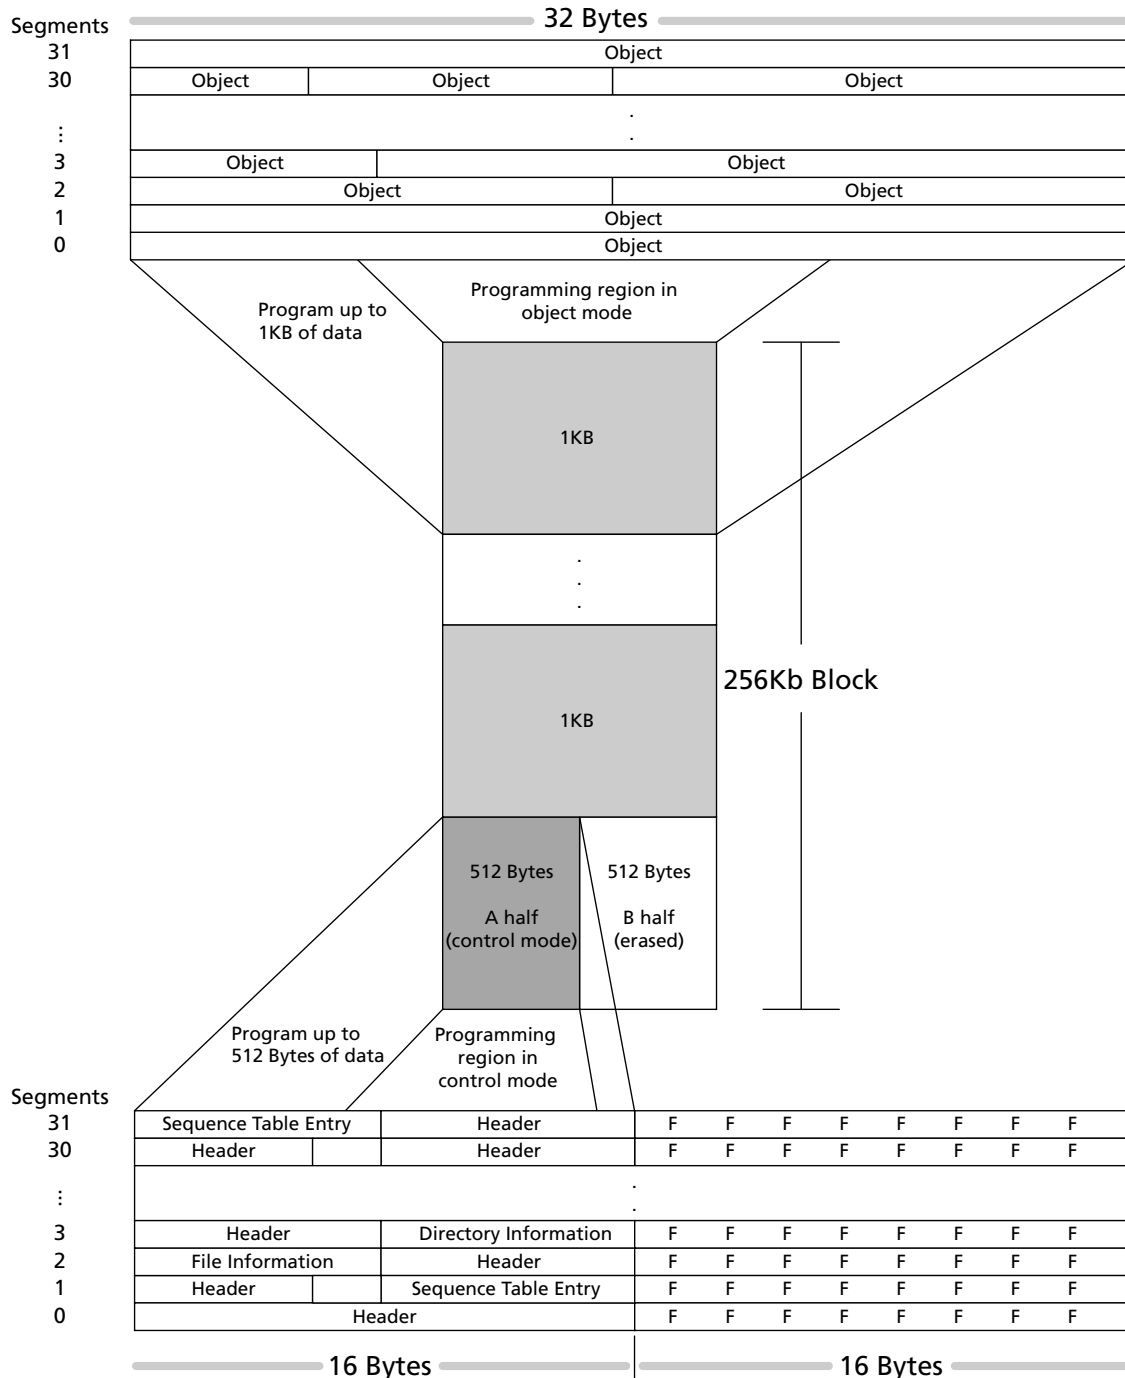 Segments
32 Bytes
31
Object
30
Object Object Object
⋮
.
.
3
Object Object
2
Object Object
1
Object
0
Object
Program up to
1KB of data
Programming region in
object mode
1KB
.
.
.
256Kb Block
1KB
512 Bytes
A half
(control mode)
512 Bytes
B half
(erased)
Program up to
512 Bytes of data
Programming
region in
control mode
Segments
31
Sequence Table Entry Header F F F F F F F F
30
Header Header F F F F F F F F
⋮
.
.
3
Header Directory Information F F F F F F F F
2
File Information Header F F F F F F F F
1
Header Sequence Table Entry F F F F F F F F
0
Header F F F F F F F F
16 Bytes
16 Bytes